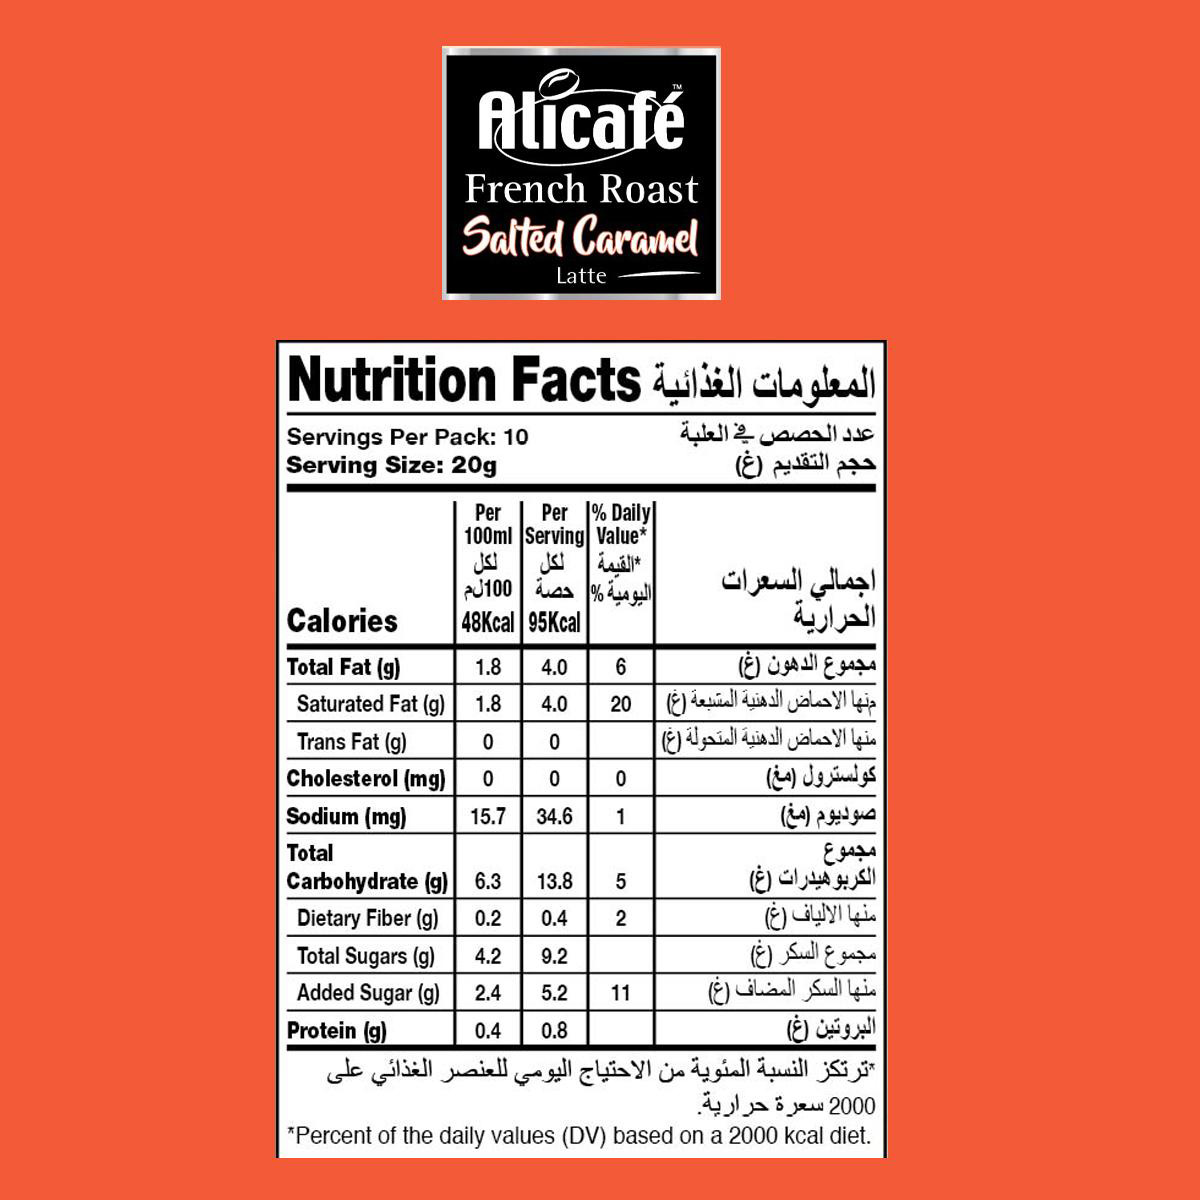 Alicafé™
French Roast
Salted Caramel
Latte
Nutrition Facts المعلومات الغذائية
Servings Per Pack: 10 عدد الحصص في العلبة
Serving Size: 20g حجم التقديم (غ)
Per 100ml لكل 100لم
Per Serving لكل حصة
% Daily Value* القيمة* اليومية %
Calories 48Kcal 95Kcal اجمالي السعرات الحرارية
Total Fat (g) 1.8 4.0 6 مجموع الدهون (غ)
Saturated Fat (g) 1.8 4.0 20 منها الاحماض الدهنية المشبعة (غ)
Trans Fat (g) 0 0 منها الاحماض الدهنية المتحولة (غ)
Cholesterol (mg) 0 0 0 كولسترول (مغ)
Sodium (mg) 15.7 34.6 1 صوديوم (مغ)
Total Carbohydrate (g) 6.3 13.8 5 مجموع الكربوهيدرات (غ)
Dietary Fiber (g) 0.2 0.4 2 منها الالياف (غ)
Total Sugars (g) 4.2 9.2 مجموع السكر (غ)
Added Sugar (g) 2.4 5.2 11 منها السكر المضاف (غ)
Protein (g) 0.4 0.8 البروتين (غ)
*ترتكز النسبة المئوية من الاحتياج اليومي للعنصر الغذائي على
2000 سعرة حرارية.
*Percent of the daily values (DV) based on a 2000 kcal diet.